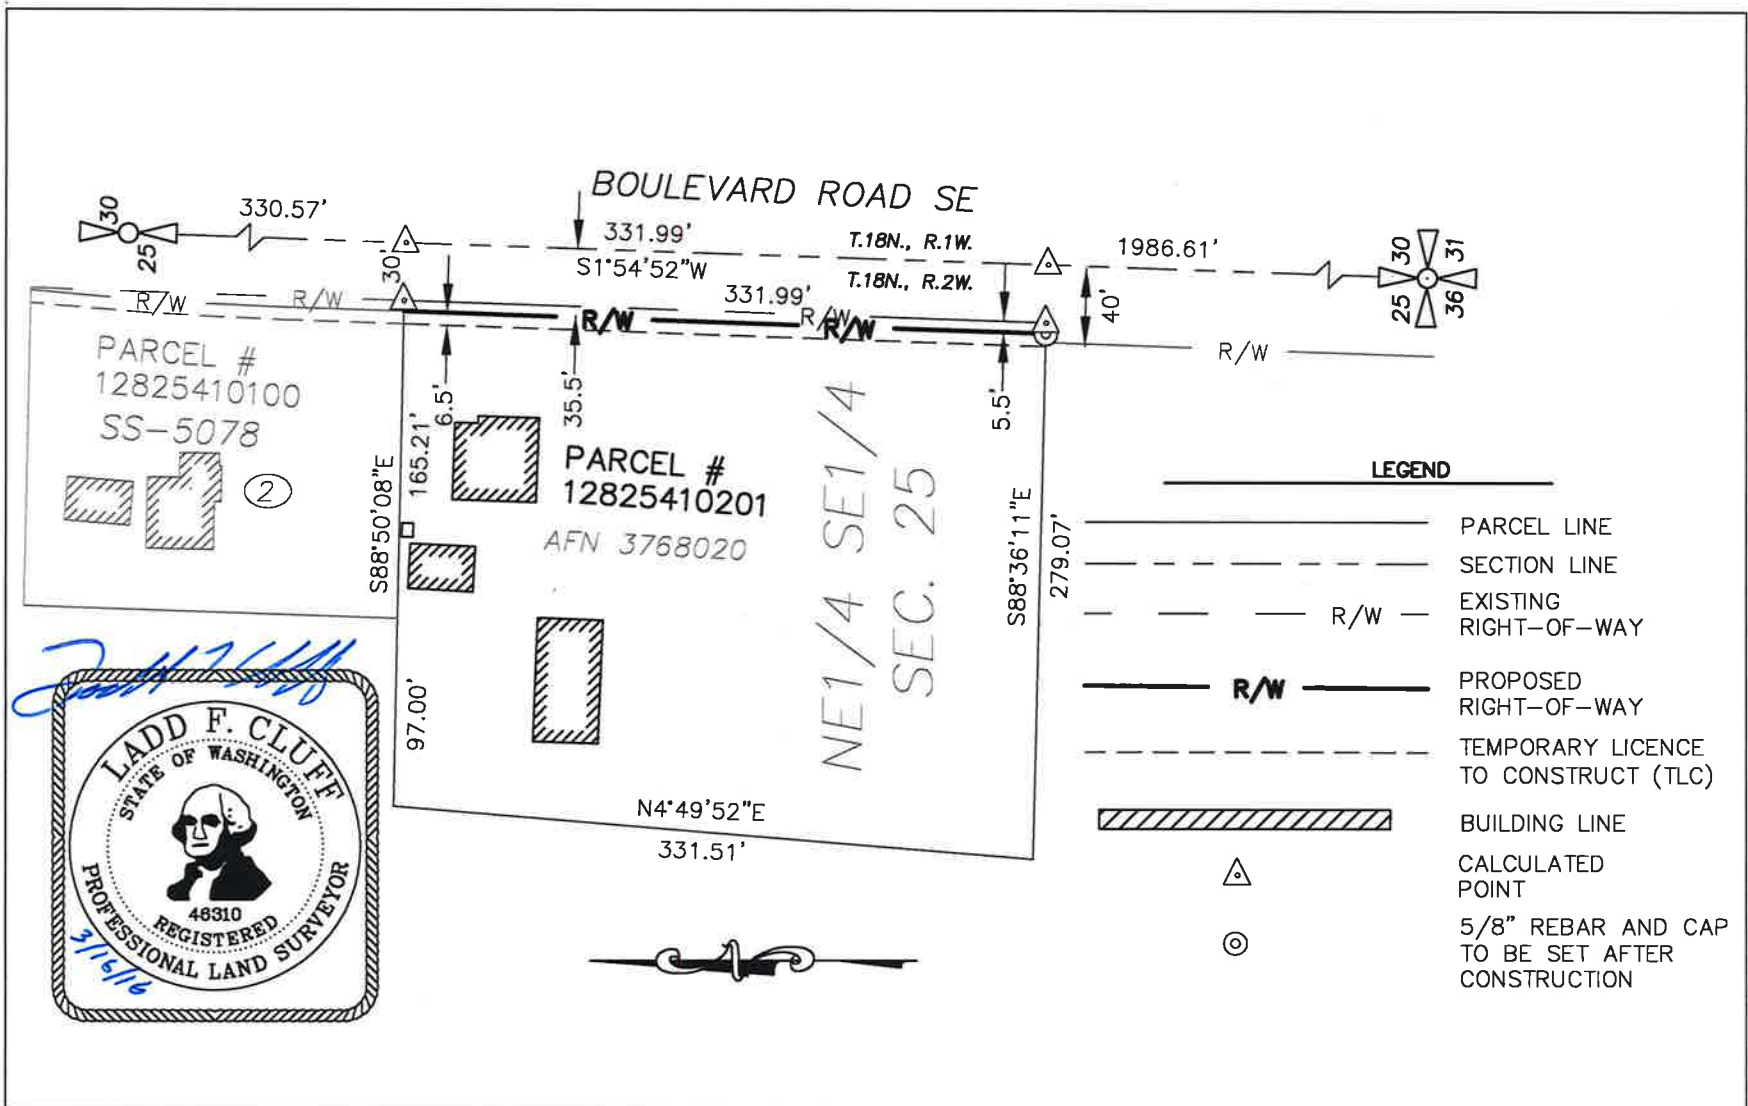 BOULEVARD ROAD SE
30
25
330.57'
331.99'
S1°54'52"W
T.18N., R.1W.
T.18N., R.2W.
1986.61'
30
31
25
36
30'
40'
R/W
R/W
331.99'
R/W
R/W
R/W
R/W
6.5'
35.5'
5.5'
PARCEL #
12825410100
SS-5078
2
S88°50'08"E
165.21'
97.00'
PARCEL #
12825410201
AFN 3768020
NE1/4 SE1/4
SEC. 25
S88°36'11"E
279.07'
N4°49'52"E
331.51'
LEGEND
PARCEL LINE
SECTION LINE
R/W
EXISTING
RIGHT-OF-WAY
R/W
PROPOSED
RIGHT-OF-WAY
TEMPORARY LICENCE
TO CONSTRUCT (TLC)
BUILDING LINE
CALCULATED
POINT
5/8" REBAR AND CAP
TO BE SET AFTER
CONSTRUCTION
LADD F. CLUFF
STATE OF WASHINGTON
46310
REGISTERED
PROFESSIONAL LAND SURVEYOR
3/16/16
N